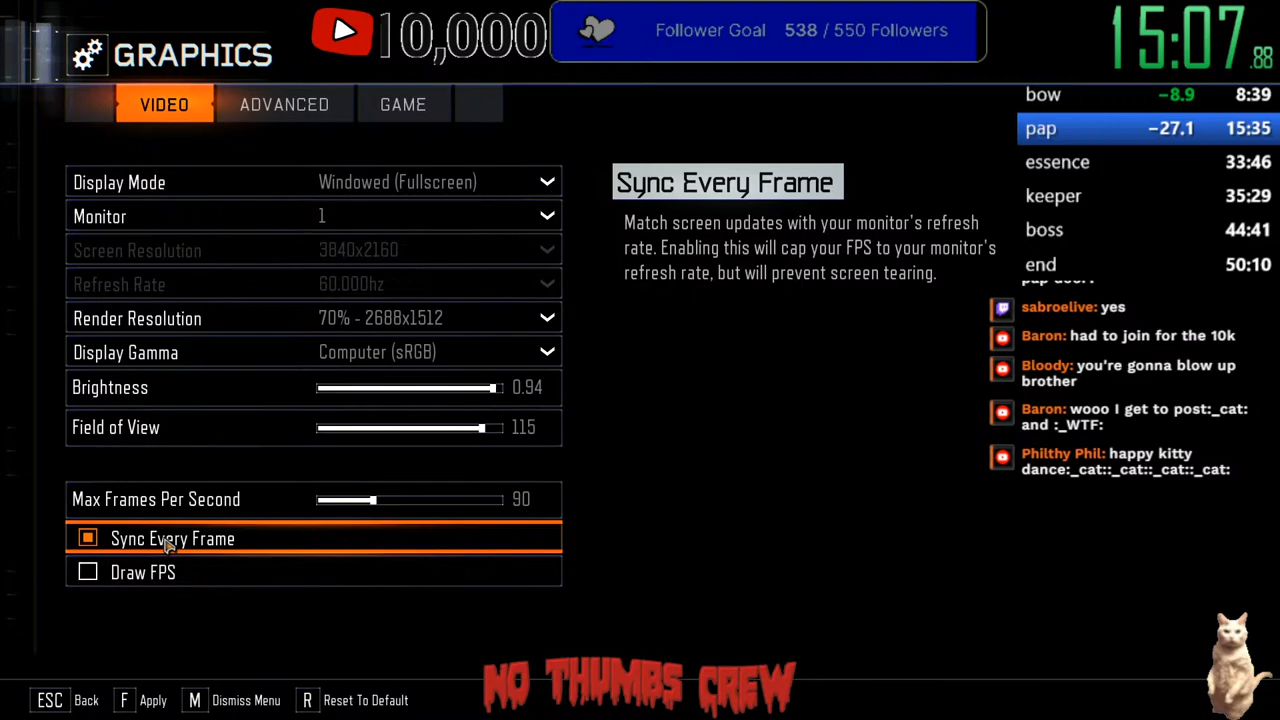 GRAPHICS
10,000
Follower Goal 538 / 550 Followers
15:07.88
VIDEO ADVANCED GAME
bow -8.9 8:39
pap -27.1 15:35
essence 33:46
keeper 35:29
boss 44:41
end 50:10
Display Mode Windowed (Fullscreen)
Monitor 1
Screen Resolution 3840x2160
Refresh Rate 60.000hz
Render Resolution 70% - 2688x1512
Display Gamma Computer (sRGB)
Brightness 0.94
Field of View 115
Max Frames Per Second 90
Sync Every Frame
Draw FPS
Sync Every Frame
Match screen updates with your monitor's refresh
rate. Enabling this will cap your FPS to your monitor's
refresh rate, but will prevent screen tearing.
sabroelive: yes
Baron: had to join for the 10k
Bloody: you're gonna blow up
brother
Baron: wooo I get to post:_cat:
and :_WTF:
Philthy Phil: happy kitty
dance:_cat::_cat::_cat::_cat:
NO THUMBS CREW
ESC Back F Apply M Dismiss Menu R Reset To Default